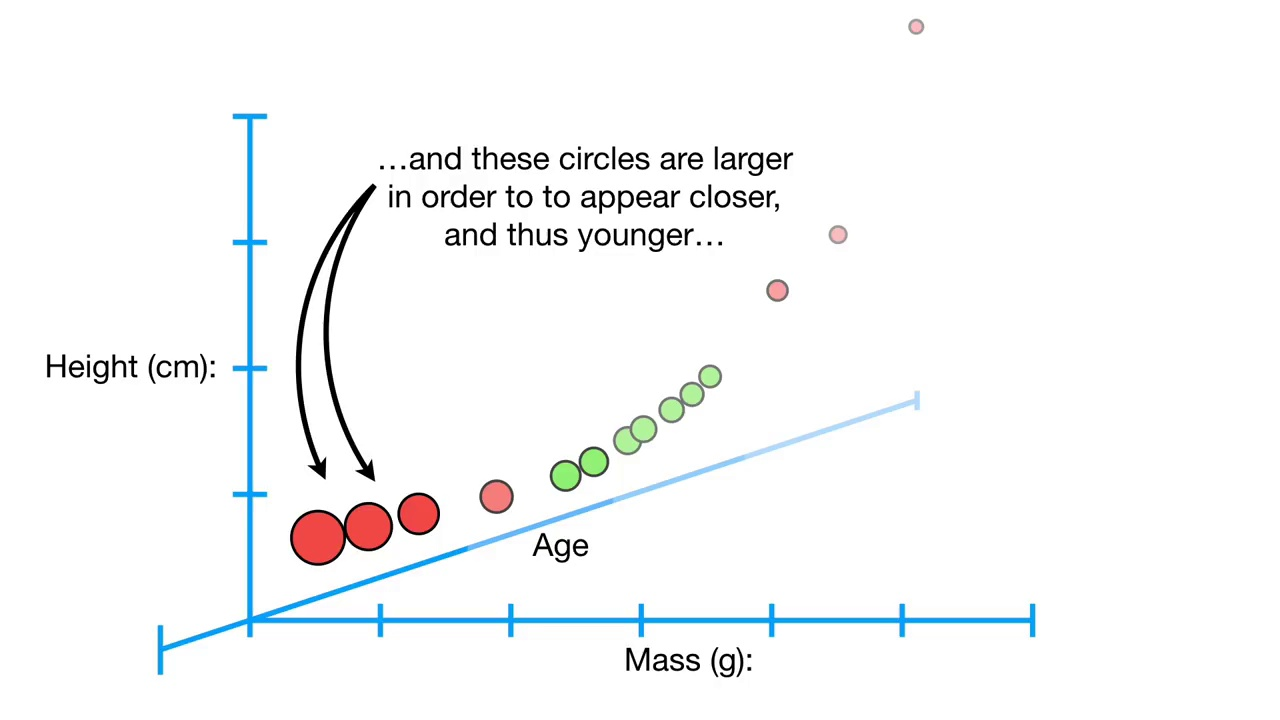 …and these circles are larger
in order to to appear closer,
and thus younger…
Height (cm):
Age
Mass (g):